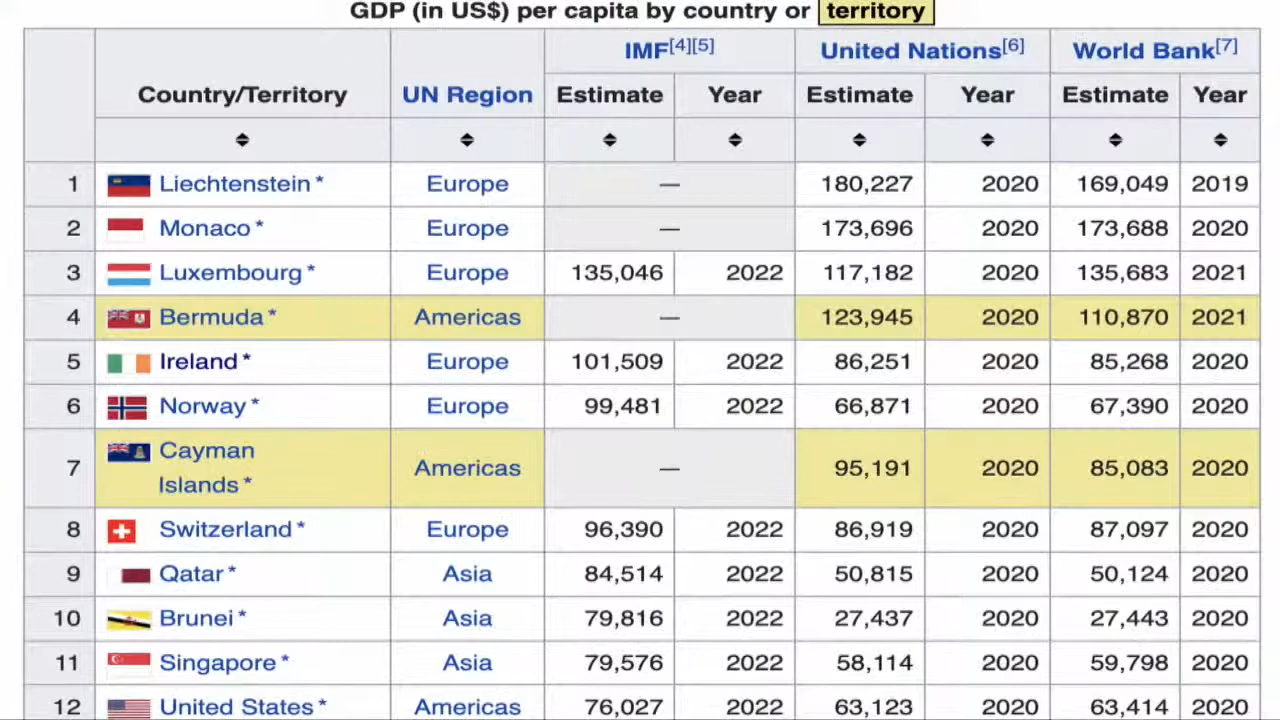 GDP (in US$) per capita by country or territory
IMF[4][5] United Nations[6] World Bank[7]
Country/Territory UN Region Estimate Year Estimate Year Estimate Year
1 Liechtenstein * Europe — 180,227 2020 169,049 2019
2 Monaco * Europe — 173,696 2020 173,688 2020
3 Luxembourg * Europe 135,046 2022 117,182 2020 135,683 2021
4 Bermuda * Americas — 123,945 2020 110,870 2021
5 Ireland * Europe 101,509 2022 86,251 2020 85,268 2020
6 Norway * Europe 99,481 2022 66,871 2020 67,390 2020
7 Cayman Islands * Americas — 95,191 2020 85,083 2020
8 Switzerland * Europe 96,390 2022 86,919 2020 87,097 2020
9 Qatar * Asia 84,514 2022 50,815 2020 50,124 2020
10 Brunei * Asia 79,816 2022 27,437 2020 27,443 2020
11 Singapore * Asia 79,576 2022 58,114 2020 59,798 2020
12 United States * Americas 76,027 2022 63,123 2020 63,414 2020